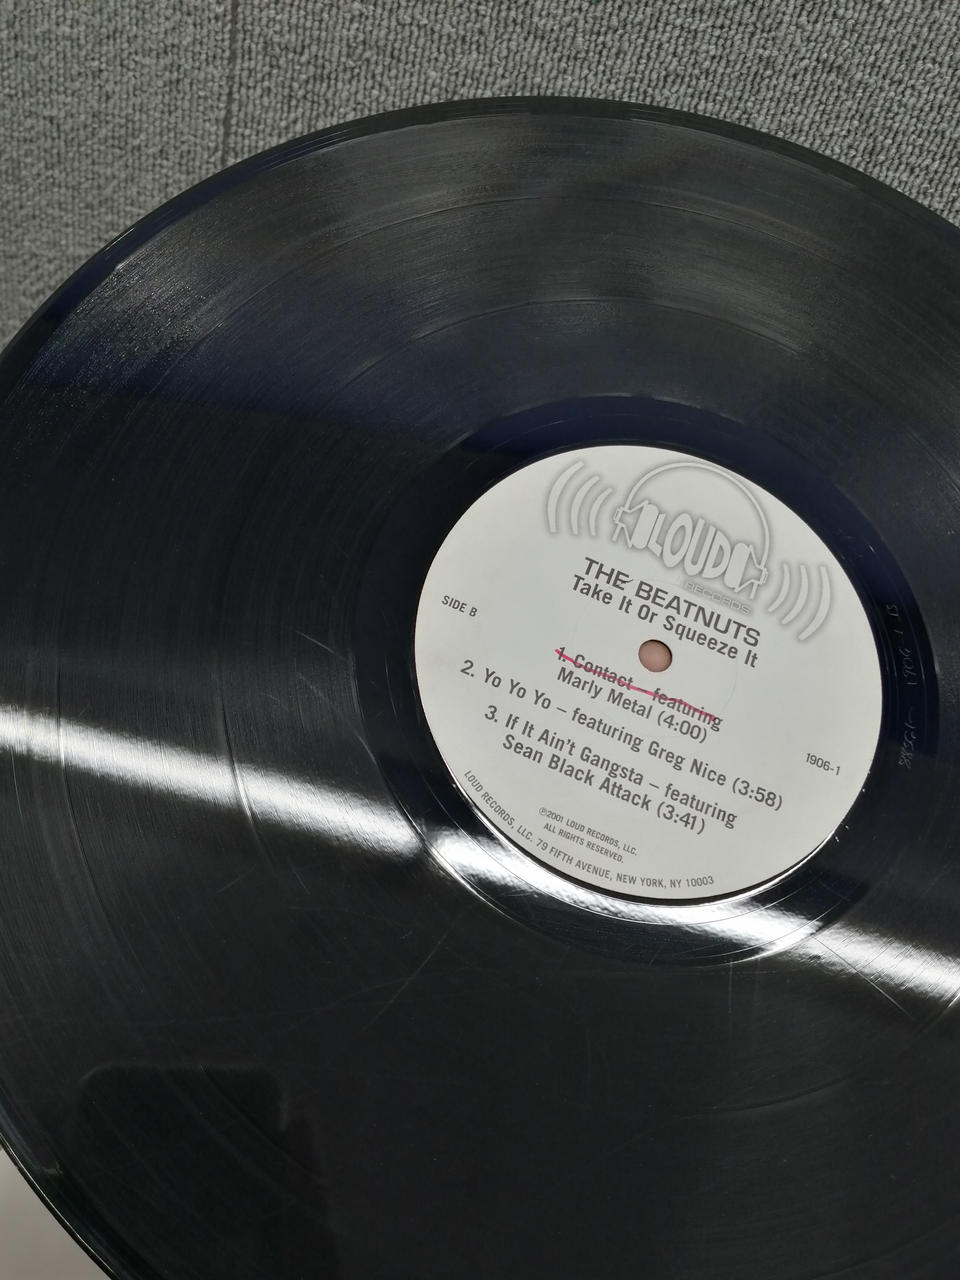 LOUD
RECORDS
THE BEATNUTS
Take It Or Squeeze It
SIDE B
1. Contact – featuring
Marly Metal (4:00)
2. Yo Yo Yo – featuring Greg Nice (3:58)
3. If It Ain't Gangsta – featuring
Sean Black Attack (3:41)
1906-1
℗2001 LOUD RECORDS, LLC.
ALL RIGHTS RESERVED.
LOUD RECORDS, LLC. 79 FIFTH AVENUE, NEW YORK, NY 10003